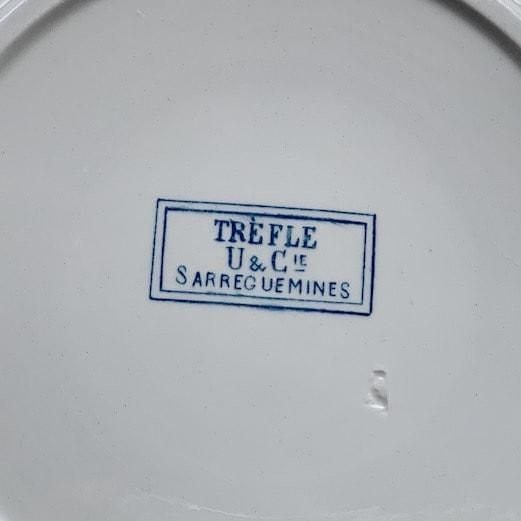 TRÈFLE
U & CIE
SARREGUEMINES